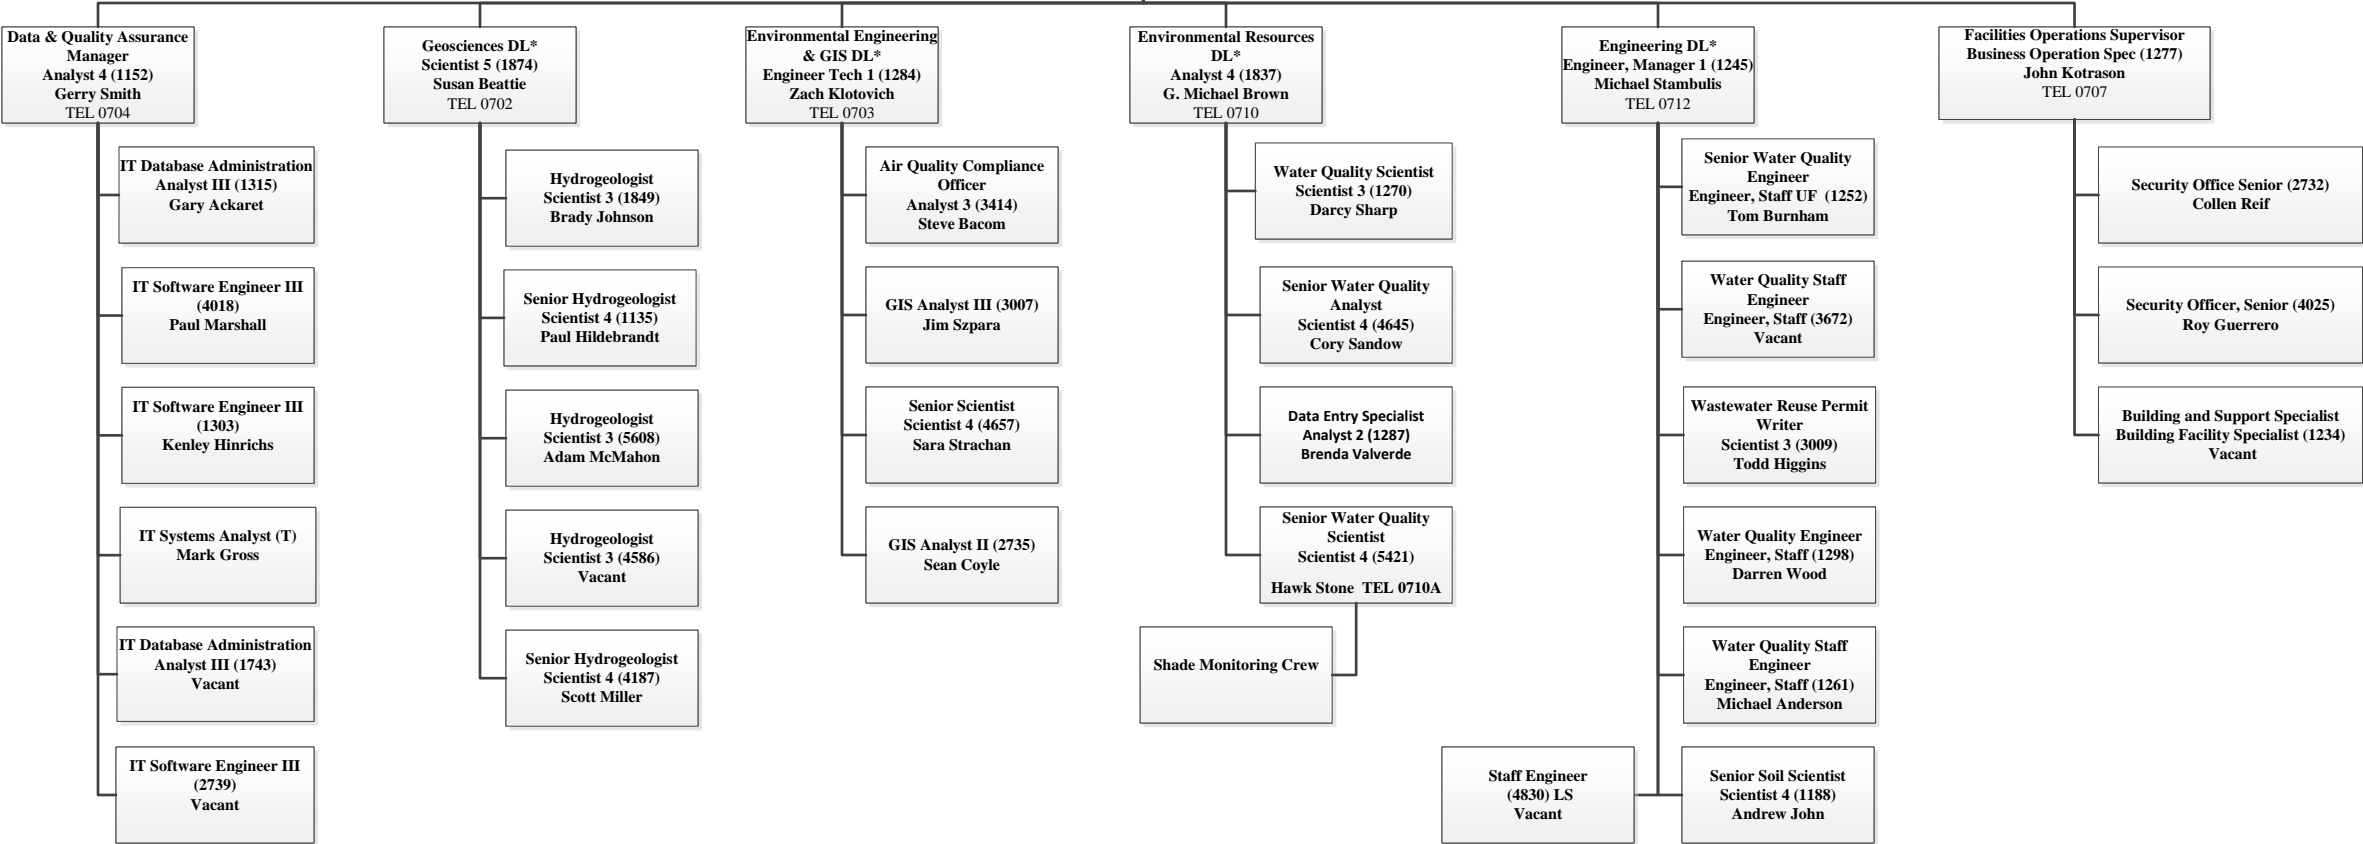 Data & Quality Assurance
Manager
Analyst 4 (1152)
Gerry Smith
TEL 0704
IT Database Administration
Analyst III (1315)
Gary Ackaret
IT Software Engineer III
(4018)
Paul Marshall
IT Software Engineer III
(1303)
Kenley Hinrichs
IT Systems Analyst (T)
Mark Gross
IT Database Administration
Analyst III (1743)
Vacant
IT Software Engineer III
(2739)
Vacant
Geosciences DL*
Scientist 5 (1874)
Susan Beattie
TEL 0702
Hydrogeologist
Scientist 3 (1849)
Brady Johnson
Senior Hydrogeologist
Scientist 4 (1135)
Paul Hildebrandt
Hydrogeologist
Scientist 3 (5608)
Adam McMahon
Hydrogeologist
Scientist 3 (4586)
Vacant
Senior Hydrogeologist
Scientist 4 (4187)
Scott Miller
Environmental Engineering
& GIS DL*
Engineer Tech 1 (1284)
Zach Klotovich
TEL 0703
Air Quality Compliance
Officer
Analyst 3 (3414)
Steve Bacom
GIS Analyst III (3007)
Jim Szpara
Senior Scientist
Scientist 4 (4657)
Sara Strachan
GIS Analyst II (2735)
Sean Coyle
Environmental Resources
DL*
Analyst 4 (1837)
G. Michael Brown
TEL 0710
Water Quality Scientist
Scientist 3 (1270)
Darcy Sharp
Senior Water Quality
Analyst
Scientist 4 (4645)
Cory Sandow
Data Entry Specialist
Analyst 2 (1287)
Brenda Valverde
Senior Water Quality
Scientist
Scientist 4 (5421)
Hawk Stone TEL 0710A
Shade Monitoring Crew
Engineering DL*
Engineer, Manager 1 (1245)
Michael Stambulis
TEL 0712
Senior Water Quality
Engineer
Engineer, Staff UF (1252)
Tom Burnham
Water Quality Staff
Engineer
Engineer, Staff (3672)
Vacant
Wastewater Reuse Permit
Writer
Scientist 3 (3009)
Todd Higgins
Water Quality Engineer
Engineer, Staff (1298)
Darren Wood
Water Quality Staff
Engineer
Engineer, Staff (1261)
Michael Anderson
Staff Engineer
(4830) LS
Vacant
Senior Soil Scientist
Scientist 4 (1188)
Andrew John
Facilities Operations Supervisor
Business Operation Spec (1277)
John Kotrason
TEL 0707
Security Office Senior (2732)
Collen Reif
Security Officer, Senior (4025)
Roy Guerrero
Building and Support Specialist
Building Facility Specialist (1234)
Vacant